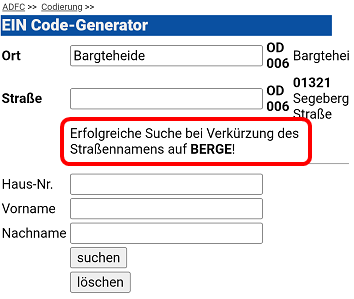 ADFC >> Codierung >>
EIN Code-Generator
Ort Bargteheide OD 006 Bargtehei
Straße OD 006 01321 Segeberg Straße
Erfolgreiche Suche bei Verkürzung des
Straßennamens auf BERGE!
Haus-Nr.
Vorname
Nachname
suchen
löschen